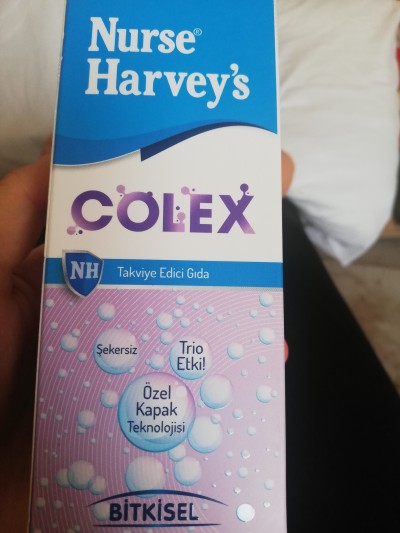 Nurse®
Harvey's
COLEX
NH Takviye Edici Gıda
Şekersiz
Trio
Etki!
Özel
Kapak
Teknolojisi
BİTKİSEL